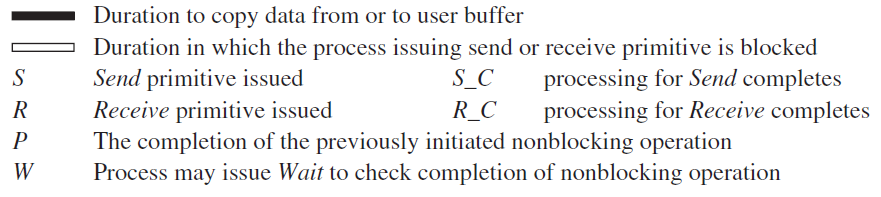 Duration to copy data from or to user buffer
Duration in which the process issuing send or receive primitive is blocked
S Send primitive issued S_C processing for Send completes
R Receive primitive issued R_C processing for Receive completes
P The completion of the previously initiated nonblocking operation
W Process may issue Wait to check completion of nonblocking operation